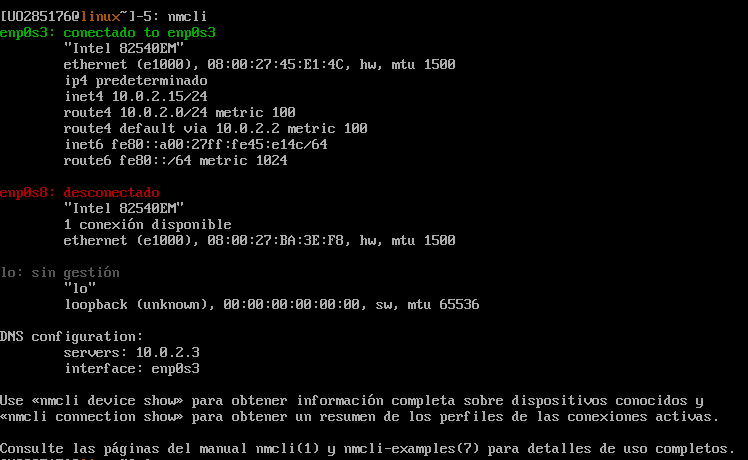 [UO285176@linux~]-5: nmcli
enp0s3: conectado to enp0s3
"Intel 82540EM"
ethernet (e1000), 08:00:27:45:E1:4C, hw, mtu 1500
ip4 predeterminado
inet4 10.0.2.15/24
route4 10.0.2.0/24 metric 100
route4 default via 10.0.2.2 metric 100
inet6 fe80::a00:27ff:fe45:e14c/64
route6 fe80::/64 metric 1024
enp0s8: desconectado
"Intel 82540EM"
1 conexión disponible
ethernet (e1000), 08:00:27:BA:3E:F8, hw, mtu 1500
lo: sin gestión
"lo"
loopback (unknown), 00:00:00:00:00:00, sw, mtu 65536
DNS configuration:
servers: 10.0.2.3
interface: enp0s3
Use «nmcli device show» para obtener información completa sobre dispositivos conocidos y
«nmcli connection show» para obtener un resumen de los perfiles de las conexiones activas.
Consulte las páginas del manual nmcli(1) y nmcli-examples(7) para detalles de uso completos.